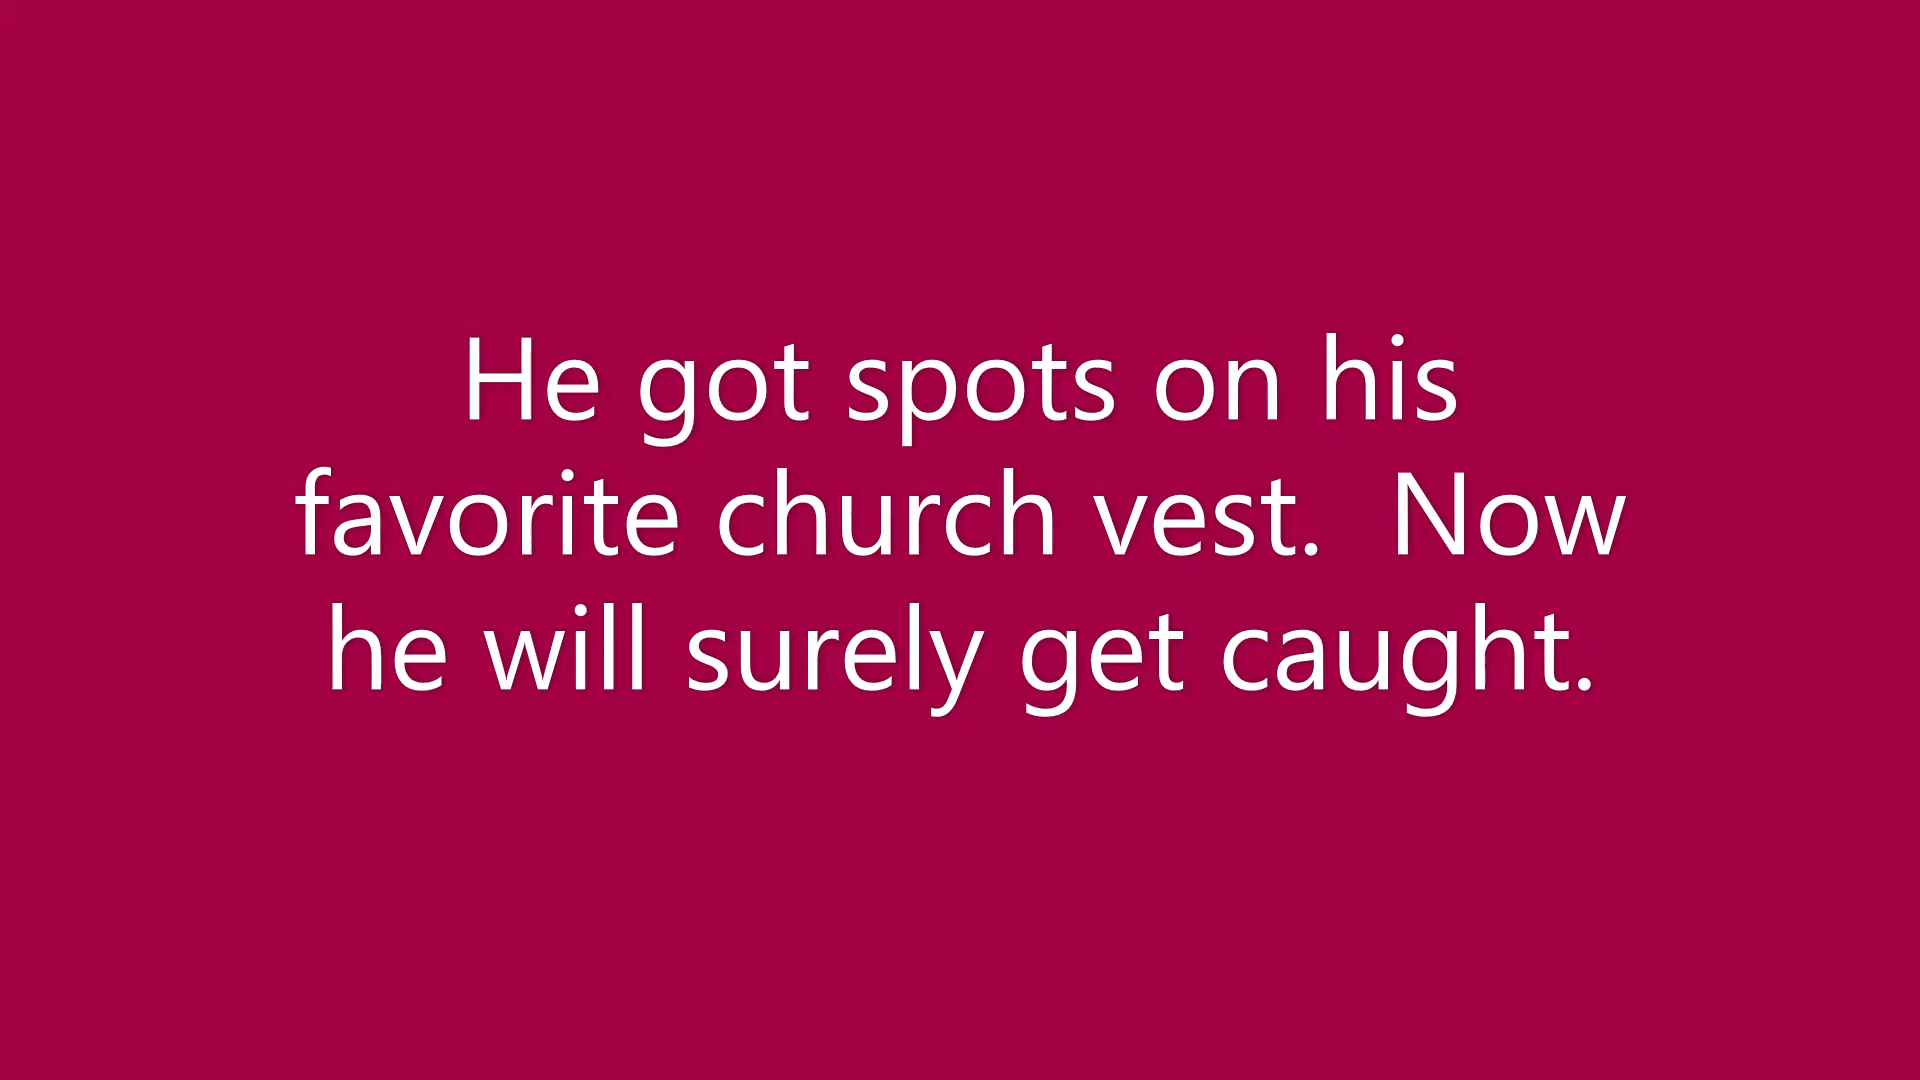 He got spots on his
favorite church vest.  Now
he will surely get caught.